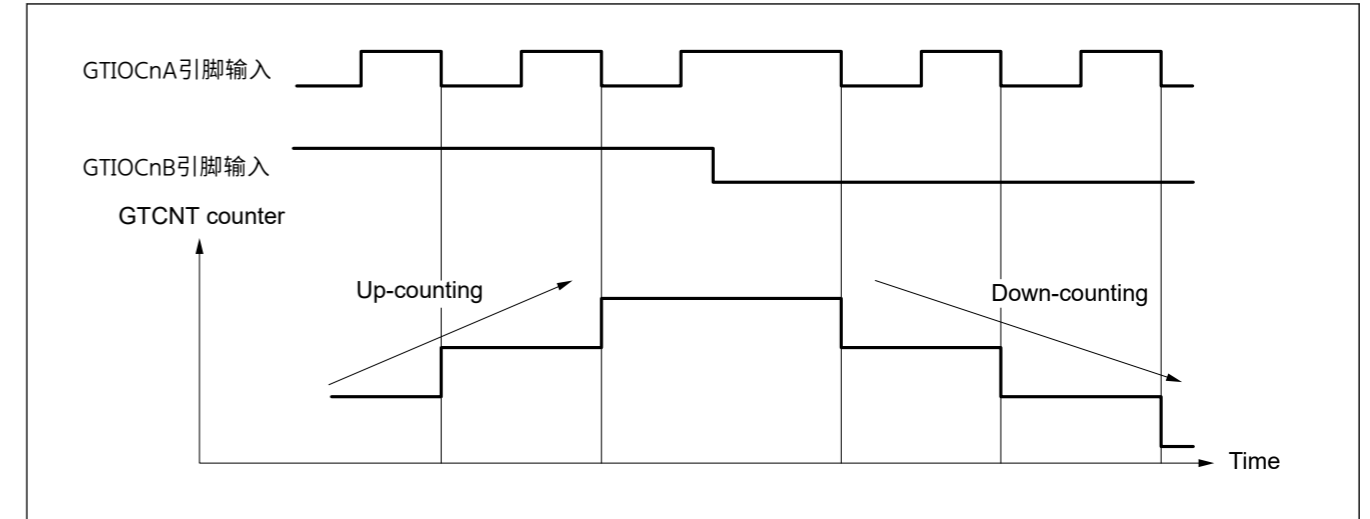 GTIOCnA引脚输入
GTIOCnB引脚输入
GTCNT counter
Up-counting
Down-counting
Time